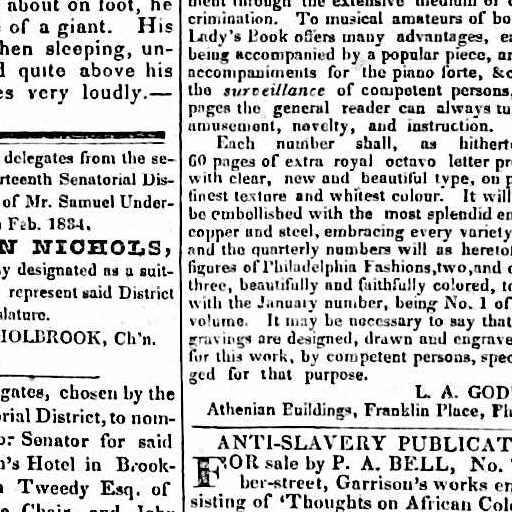 about on foot, he
of a giant. His
hen sleeping, un-
quite above his
es very loudly.—
delegates from the se-
rteenth Senatorial Dis-
of Mr. Samuel Under-
Feb. 1834.
N NICHOLS,
y designated as a suit-
represent said District
slature.
HOLBROOK, Ch'n.
gates, chosen by the
rial District, to nom-
or Senator for said
n's Hotel in Brook-
Tweedy Esq. of
Chair, and John
ment through the extensive medium of
crimination. To musical amateurs of bo
Lady's Book offers many advantages, ea
being accompanied by a popular piece, an
accompaniments for the piano forte, &c
the surveillance of competent persons,
pages the general reader can always tu
amusement, novelty, and instruction.
Each number shall, as hithert
60 pages of extra royal octavo letter pr
with clear, new and beautiful type, on p
finest texture and whitest colour. It will
be embollished with the most splendid en
copper and steel, embracing every variety
and the quarterly numbers will as hereto
figures of Philadelphia Fashions, two, and
three, beautifully and faithfully colored, t
with the January number, being No. 1 of
volume. It may be necessary to say that
gravings are designed, drawn and engrave
for this work, by competent persons, spec
ged for that purpose.
L. A. GOD
Athenian Buildings, Franklin Place, Ph
ANTI-SLAVERY PUBLICAT
FOR sale by P. A. BELL, No.
ber-street, Garrison's works en
sisting of 'Thoughts on African Col